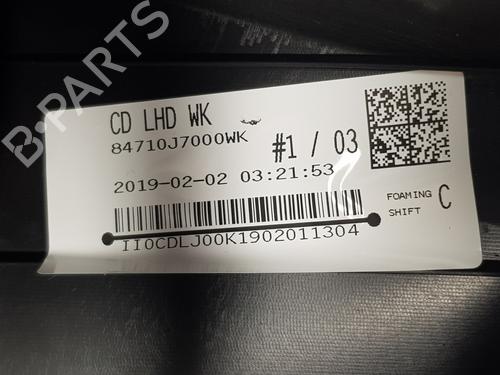 B-PARTS
CD LHD WK
84710J7000WK
#1 / 03
2019-02-02 03:21:53
FOAMING
SHIFT C
II0CDLJ00K1902011304